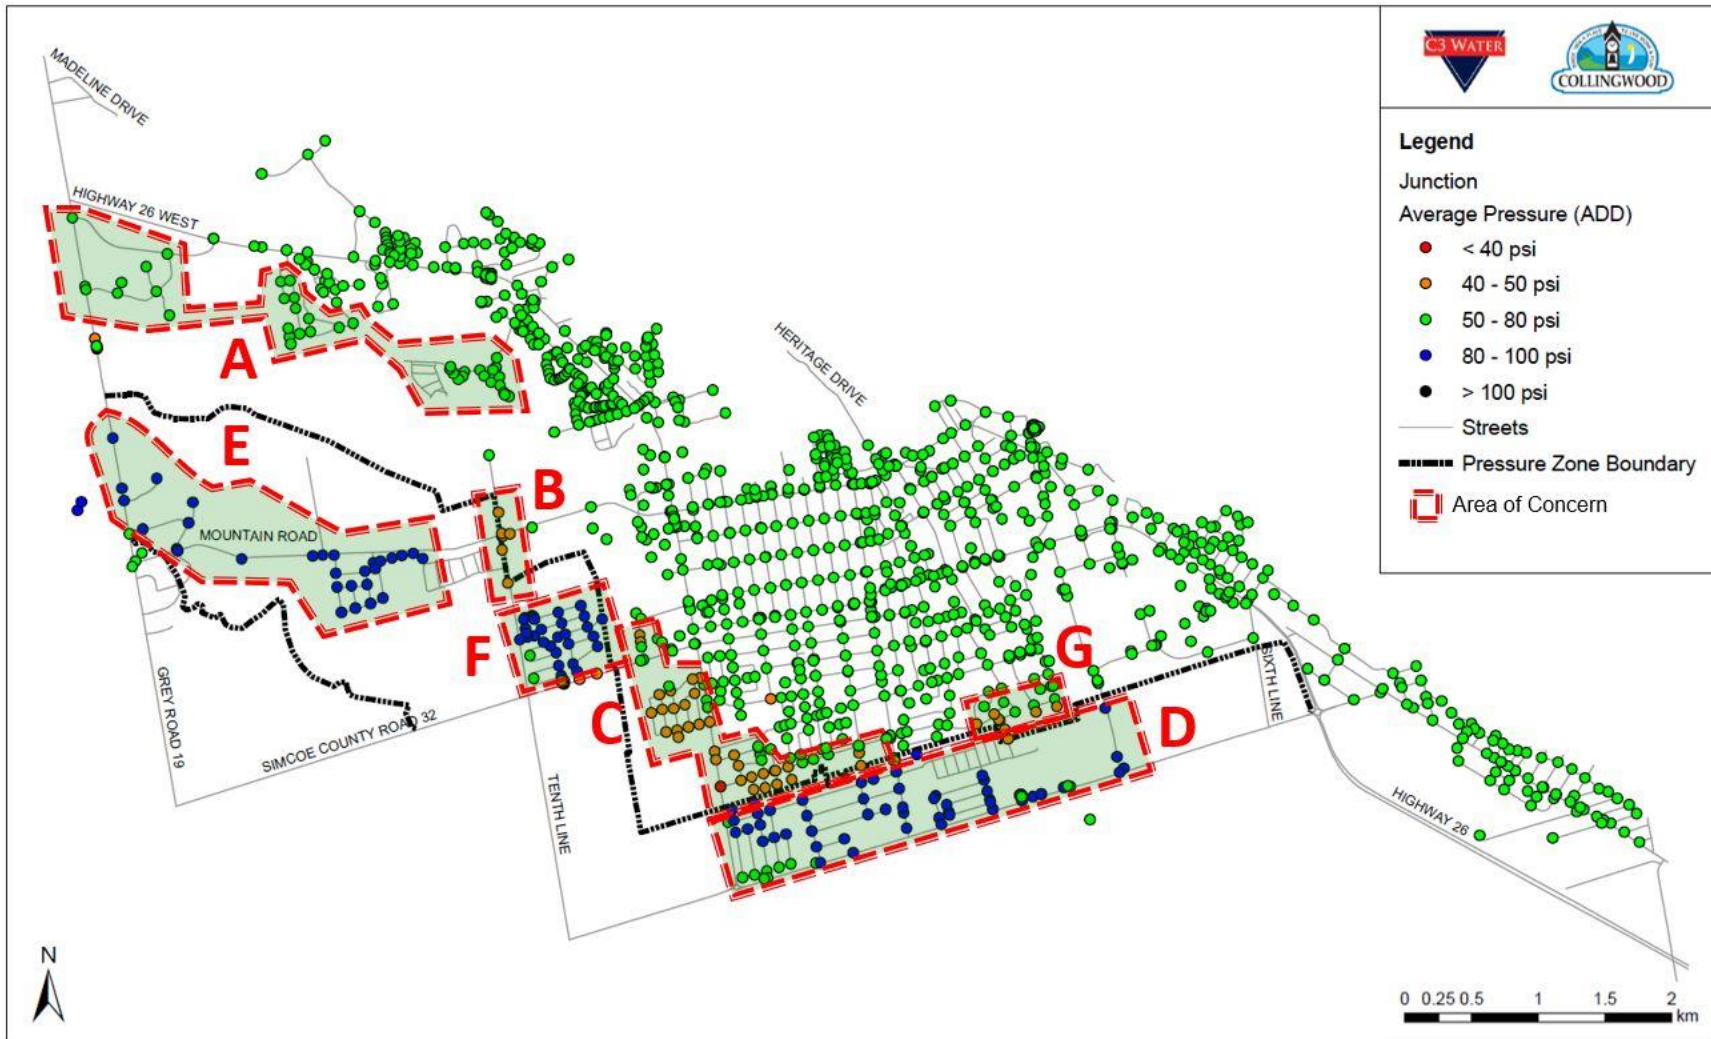 C3 WATER
COLLINGWOOD
Legend
Junction
Average Pressure (ADD)
< 40 psi
40 - 50 psi
50 - 80 psi
80 - 100 psi
> 100 psi
Streets
Pressure Zone Boundary
Area of Concern
MADELINE DRIVE
HIGHWAY 26 WEST
HERITAGE DRIVE
A
E
B
MOUNTAIN ROAD
F
G
C
D
GREY ROAD 19
SIMCOE COUNTY ROAD 32
SIXTH LINE
TENTH LINE
HIGHWAY 26
N
0 0.25 0.5 1 1.5 2
km